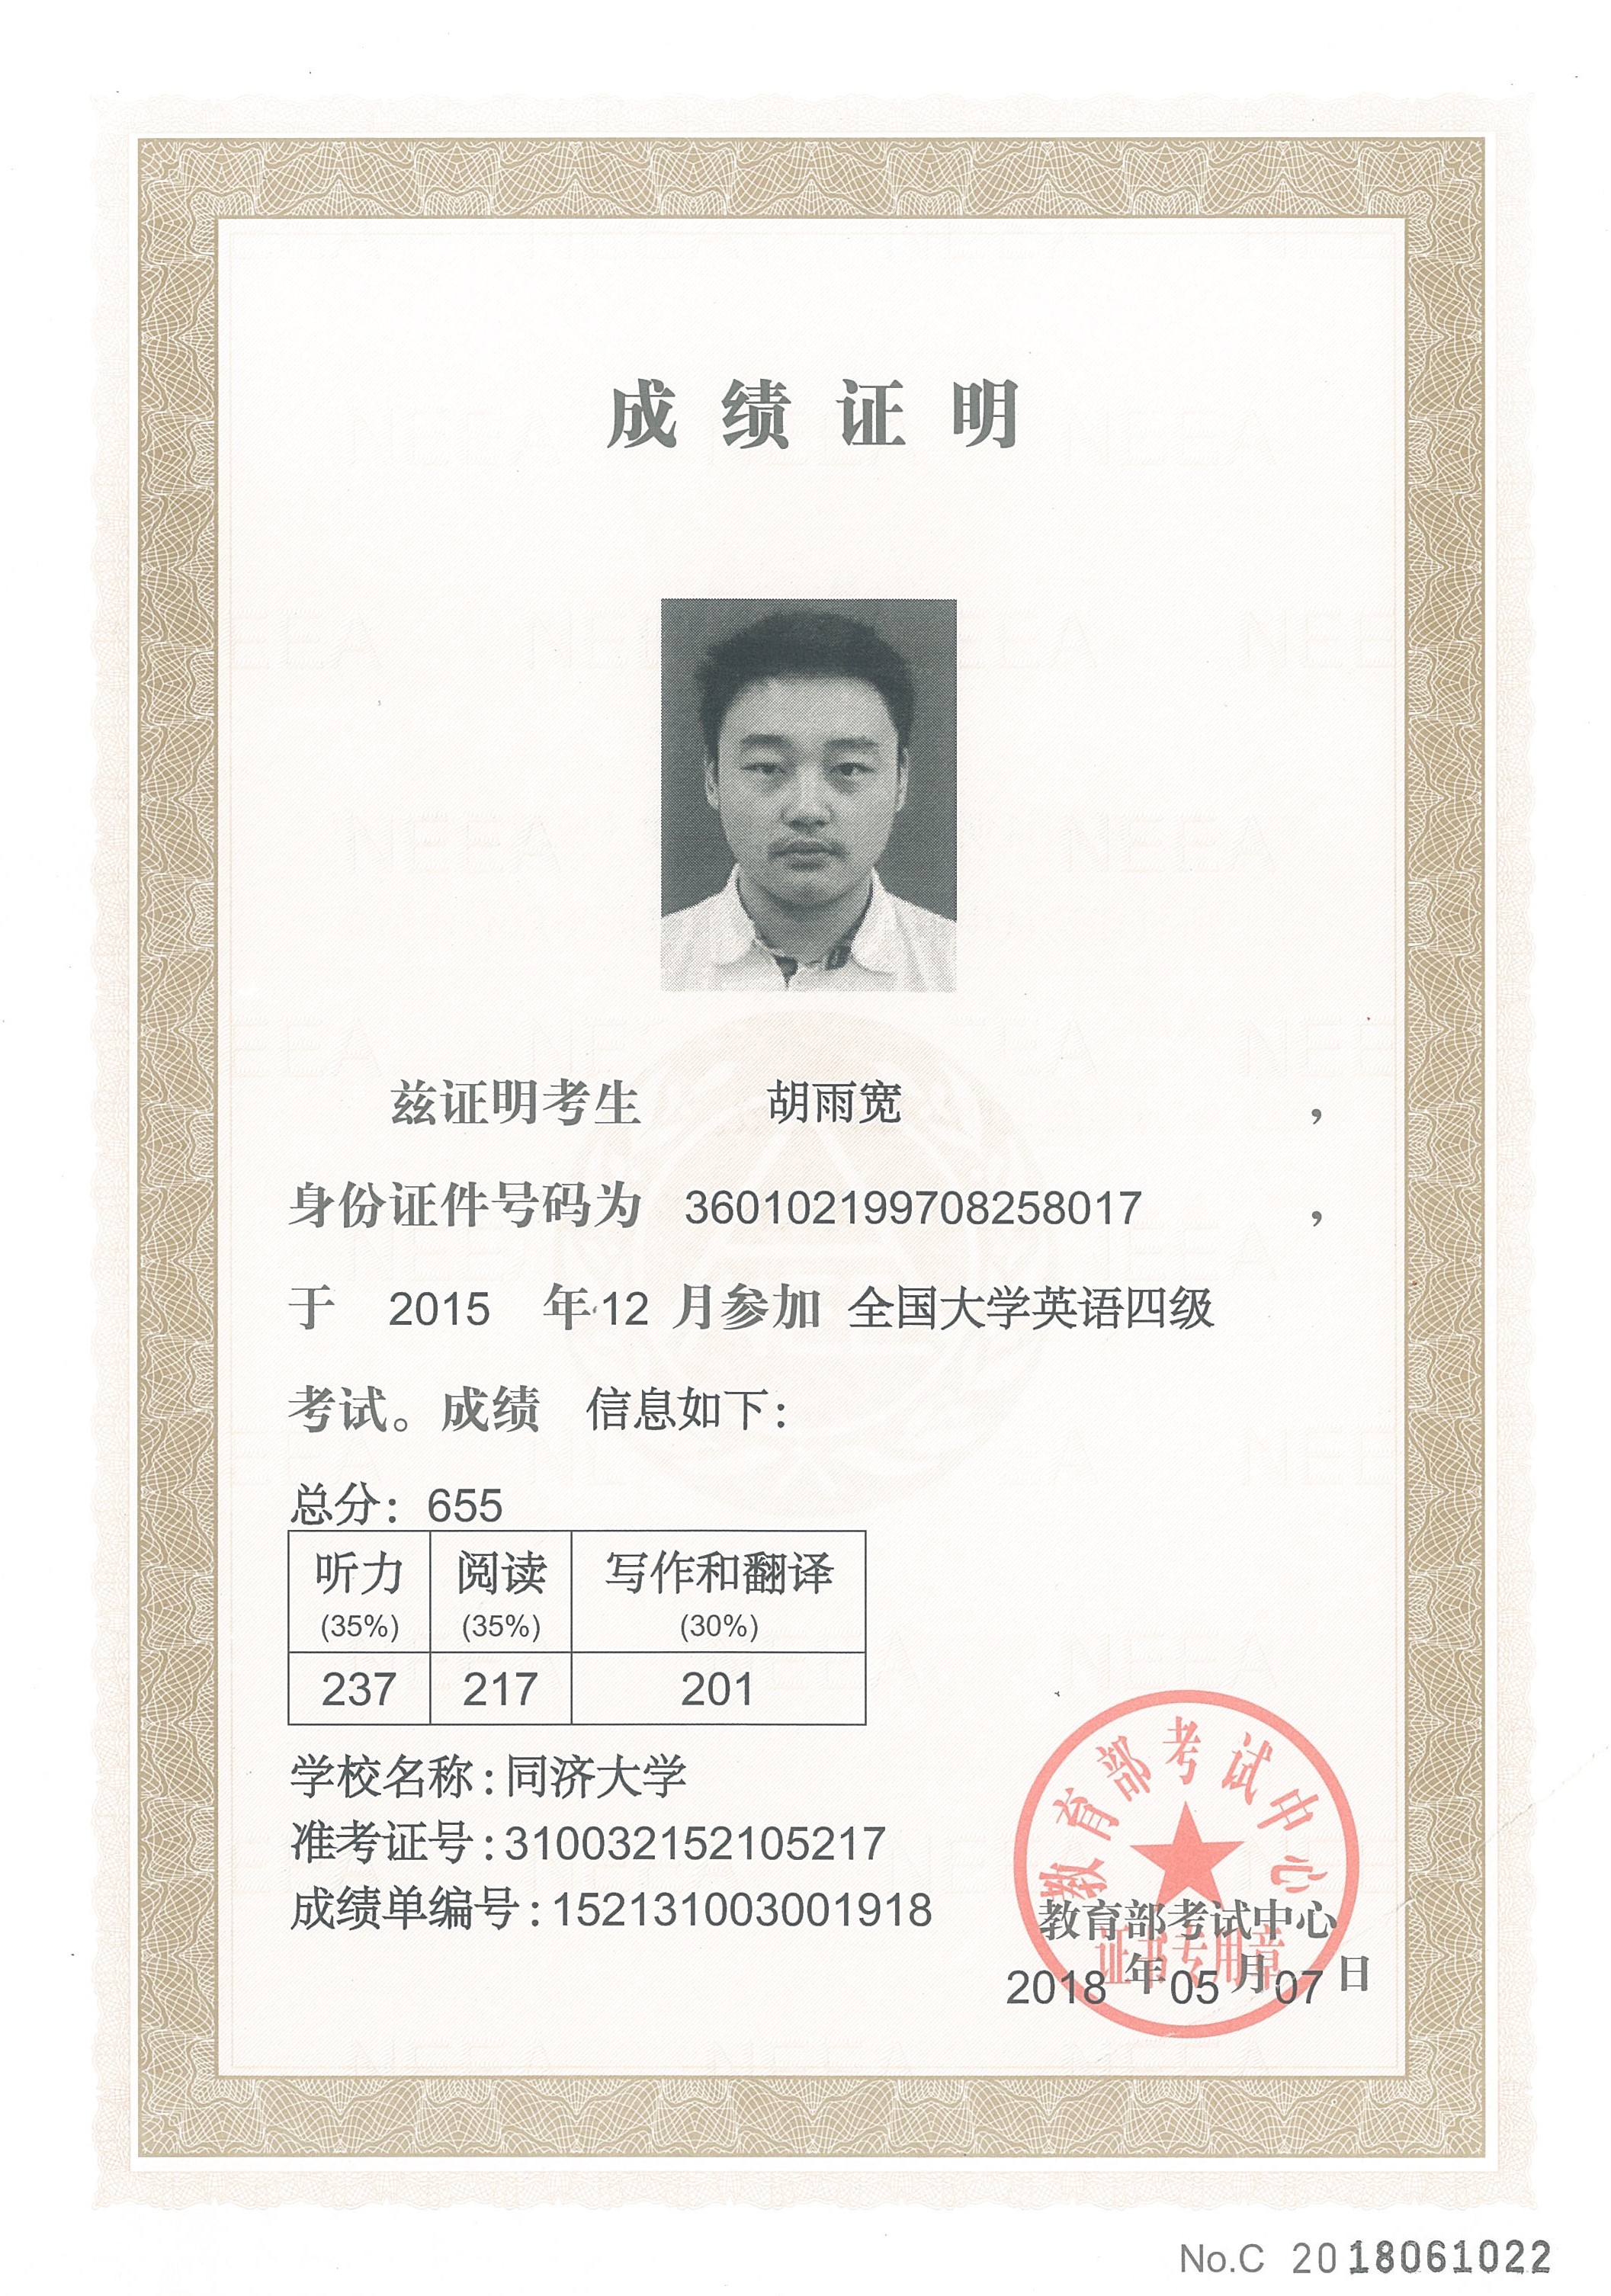 成绩证明
兹证明考生 胡雨宽 ，
身份证件号码为 360102199708258017 ，
于 2015 年 12 月参加 全国大学英语四级
考试。成绩 信息如下：
总分：655
听力 阅读 写作和翻译
(35%) (35%) (30%)
237 217 201
学校名称：同济大学
准考证号：310032152105217
成绩单编号：152131003001918
教育部考试中心
证书专用章
教育部考试中心
2018 年 05 月 07 日
No.C 2018061022